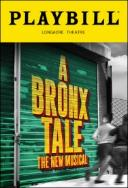 PLAYBILL
LONGACRE THEATRE
A
BRONX
TALE
THE NEW MUSICAL